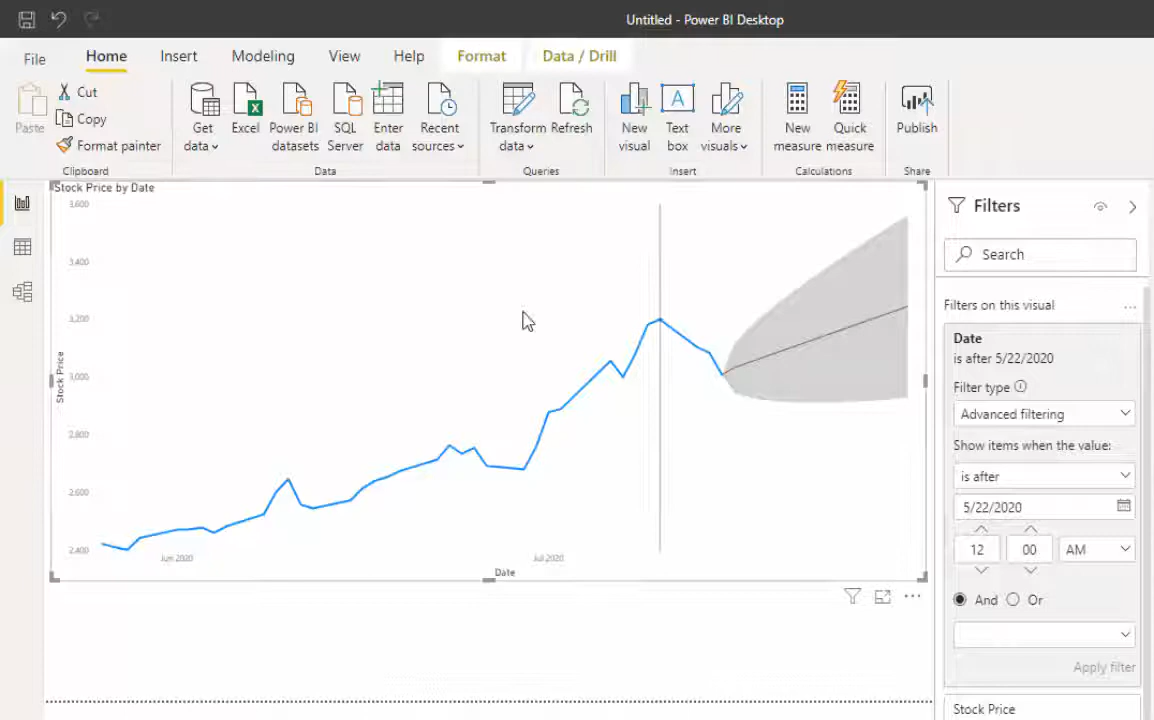 Untitled - Power BI Desktop
File Home Insert Modeling View Help Format Data / Drill
Paste
Cut
Copy
Format painter
Clipboard
Get data
Excel
Power BI datasets
SQL Server
Enter data
Recent sources
Data
Transform data
Refresh
Queries
New visual
Text box
More visuals
Insert
New measure
Quick measure
Calculations
Publish
Share
Stock Price by Date
3,600
3,400
3,200
3,000
2,800
2,600
2,400
Stock Price
Jun 2020
Jul 2020
Date
Filters
Search
Filters on this visual
Date
is after 5/22/2020
Filter type
Advanced filtering
Show items when the value:
is after
5/22/2020
12 00 AM
And Or
Apply filter
Stock Price